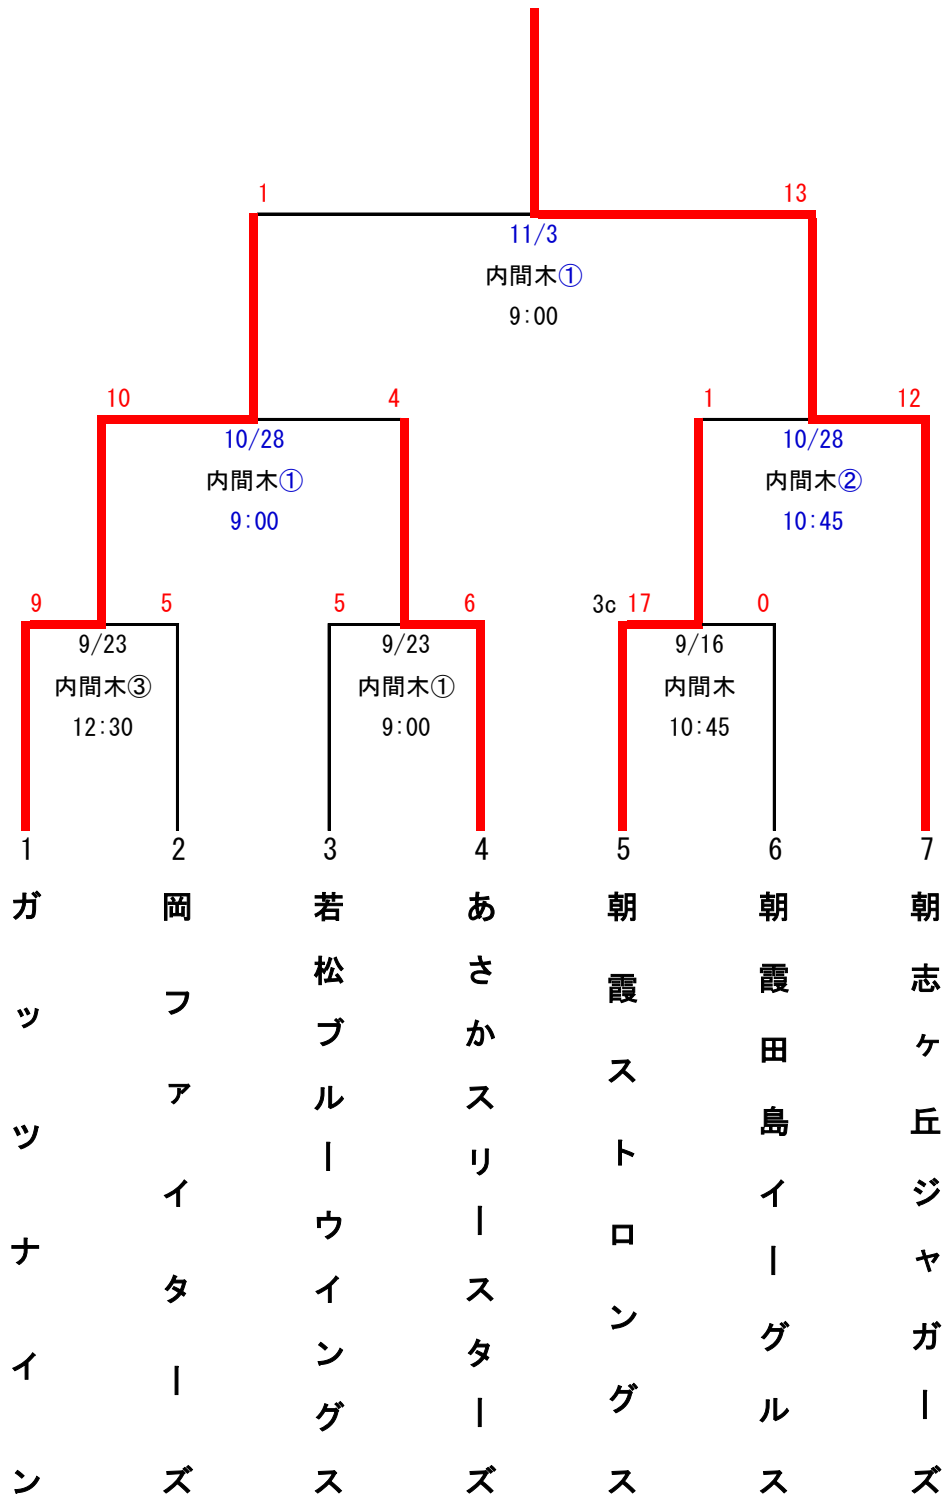 1 13
11/3
内間木①
9:00
10 4 1 12
10/28 10/28
内間木① 内間木②
9:00 10:45
9 5 5 6 3c 17 0
9/23 9/23 9/16
内間木③ 内間木① 内間木
12:30 9:00 10:45
1 2 3 4 5 6 7
ガッツナイン
岡ファイターズ
若松ブルーウイングス
あさかスリースターズ
朝霞ストロングス
朝霞田島イーグルス
朝志ケ丘ジャガーズ